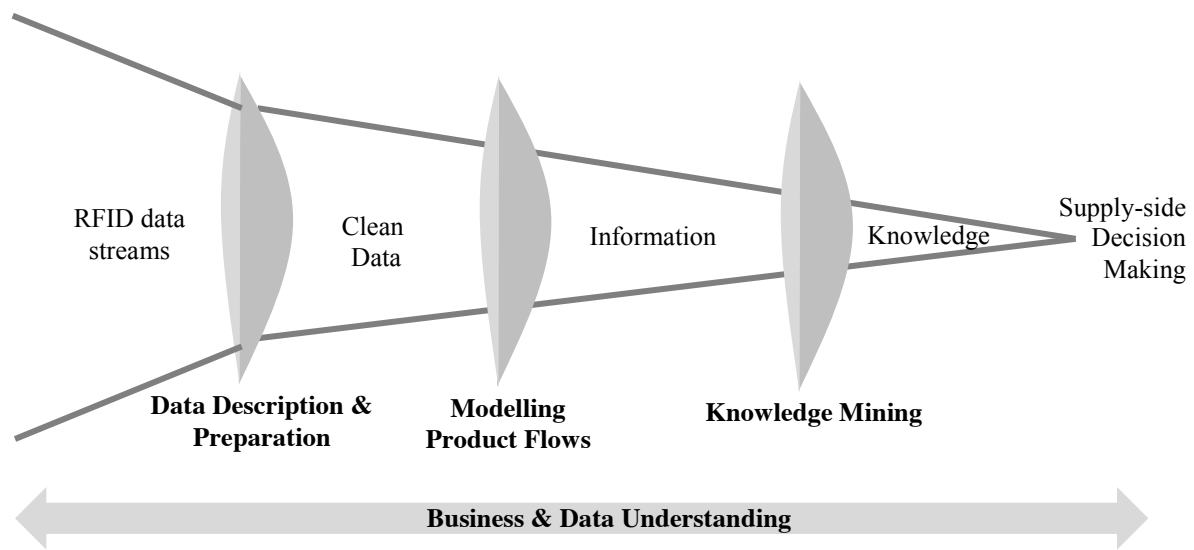 RFID data
streams
Clean
Data
Information
Knowledge
Supply-side
Decision
Making
Data Description &
Preparation
Modelling
Product Flows
Knowledge Mining
Business & Data Understanding